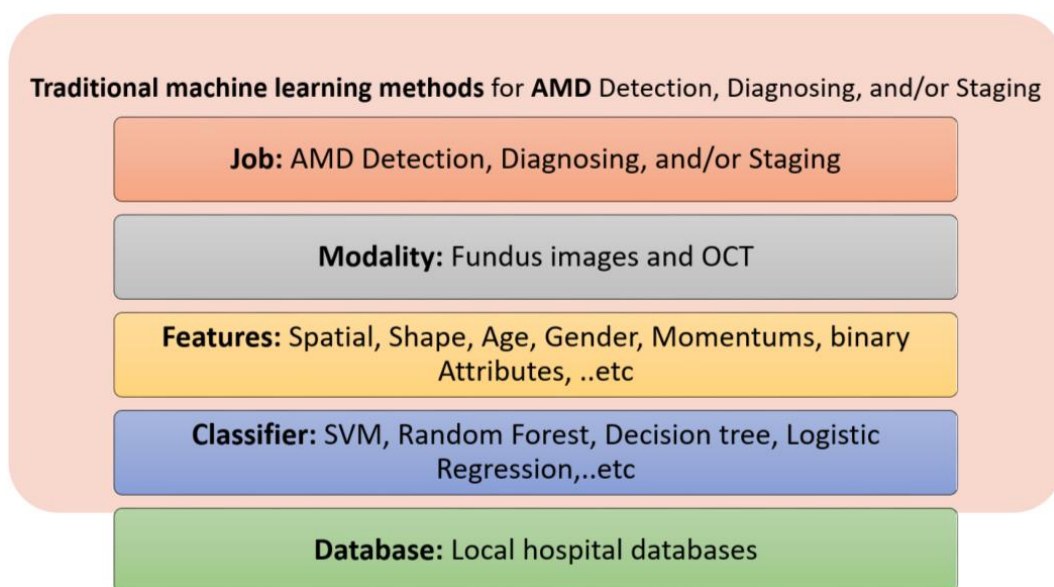 Traditional machine learning methods for AMD Detection, Diagnosing, and/or Staging
Job: AMD Detection, Diagnosing, and/or Staging
Modality: Fundus images and OCT
Features: Spatial, Shape, Age, Gender, Momentums, binary
Attributes, ..etc
Classifier: SVM, Random Forest, Decision tree, Logistic
Regression,..etc
Database: Local hospital databases